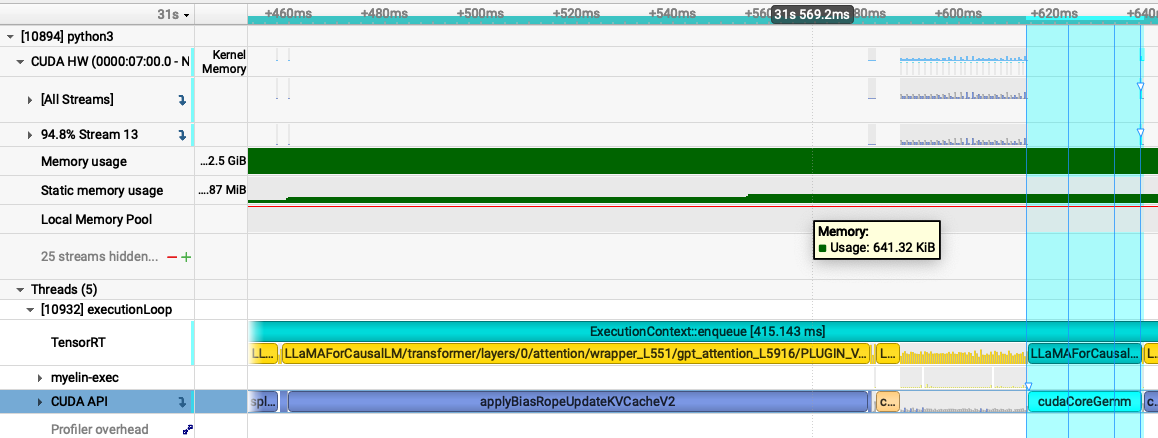 31s
+460ms +480ms +500ms +520ms +540ms +560 31s 569.2ms 80ms +600ms +620ms +640
[10894] python3
CUDA HW (0000:07:00.0 - N
Kernel
Memory
[All Streams]
94.8% Stream 13
Memory usage ...2.5 GiB
Static memory usage ....87 MiB
Local Memory Pool
Memory:
Usage: 641.32 KiB
25 streams hidden...
Threads (5)
[10932] executionLoop
TensorRT
ExecutionContext::enqueue [415.143 ms]
LL... LLaMAForCausalLM/transformer/layers/0/attention/wrapper_L551/gpt_attention_L5916/PLUGIN_V... L... LLaMAForCausal... L...
myelin-exec
CUDA API spl... applyBiasRopeUpdateKVCacheV2 c... cudaCoreGemm c...
Profiler overhead